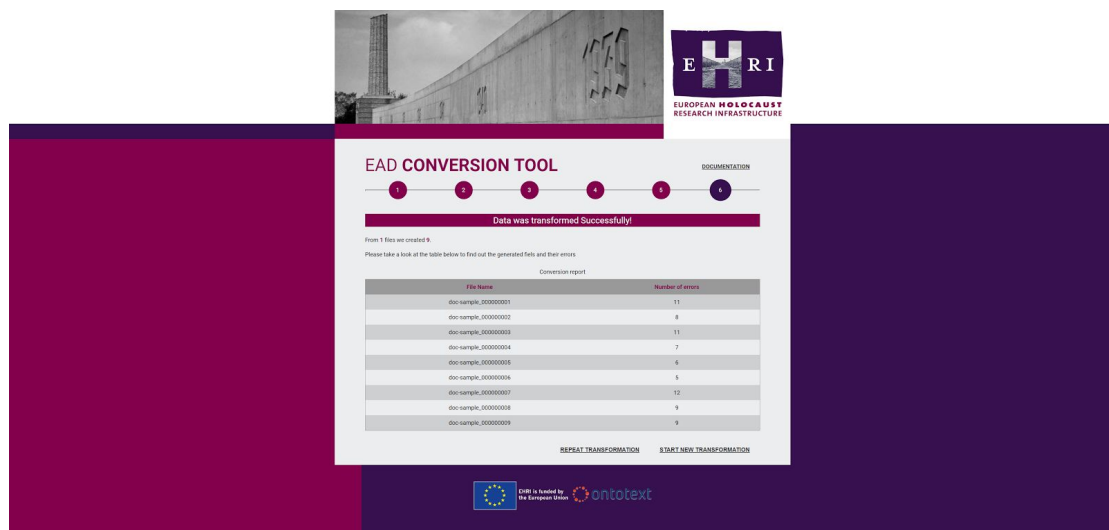 E H RI
EUROPEAN HOLOCAUST
RESEARCH INFRASTRUCTURE
EAD CONVERSION TOOL
DOCUMENTATION
1 2 3 4 5 6
Data was transformed Successfully!
From 1 files we created 9.
Please take a look at the table below to find out the generated fiels and their errors
Conversion report
File Name Number of errors
doc-sample_000000001 11
doc-sample_000000002 8
doc-sample_000000003 11
doc-sample_000000004 7
doc-sample_000000005 6
doc-sample_000000006 5
doc-sample_000000007 12
doc-sample_000000008 9
doc-sample_000000009 9
REPEAT TRANSFORMATION START NEW TRANSFORMATION
EHRI is funded by
the European Union
ontotext